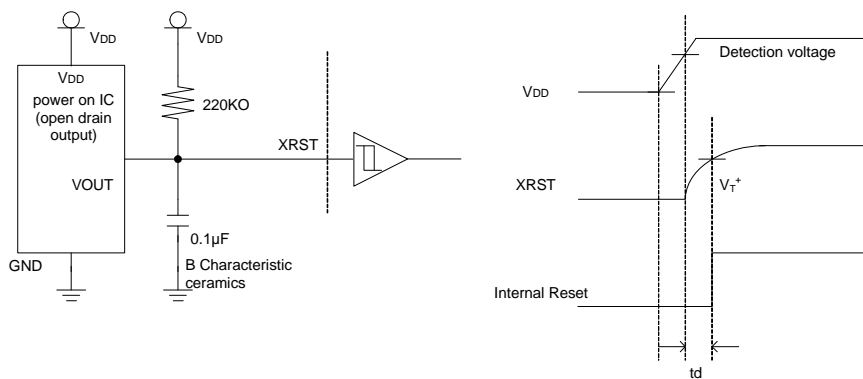 VDD
VDD
VDD
power on IC
(open drain
output)
220KO
XRST
VOUT
0.1µF
GND
B Characteristic
ceramics
Detection voltage
VDD
XRST
VT+
Internal Reset
td